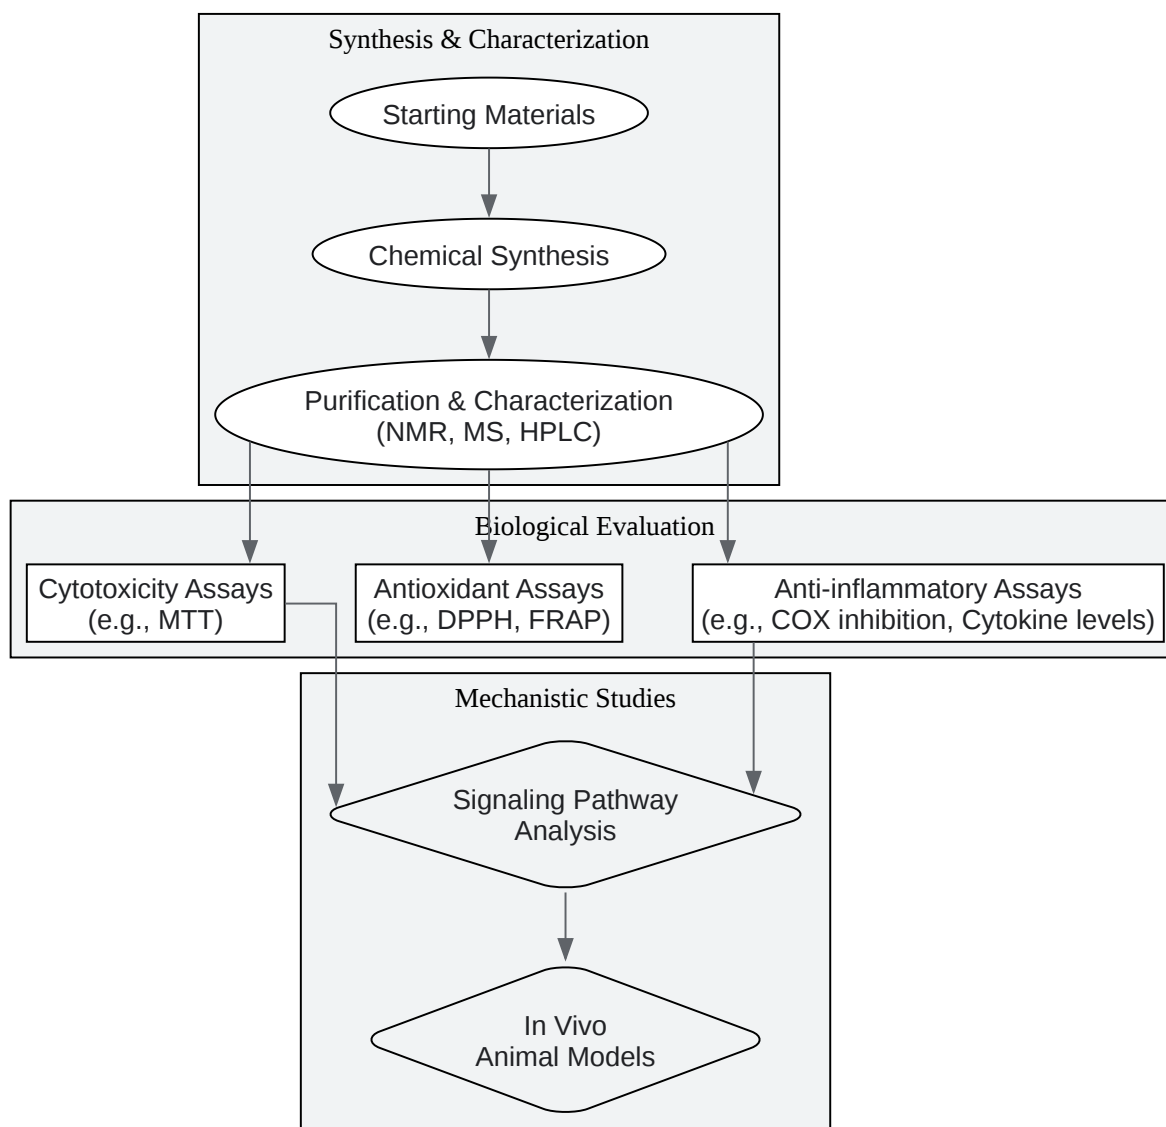 Synthesis & Characterization
Starting Materials
Chemical Synthesis
Purification & Characterization
(NMR, MS, HPLC)
Biological Evaluation
Cytotoxicity Assays
(e.g., MTT)
Antioxidant Assays
(e.g., DPPH, FRAP)
Anti-inflammatory Assays
(e.g., COX inhibition, Cytokine levels)
Mechanistic Studies
Signaling Pathway
Analysis
In Vivo
Animal Models